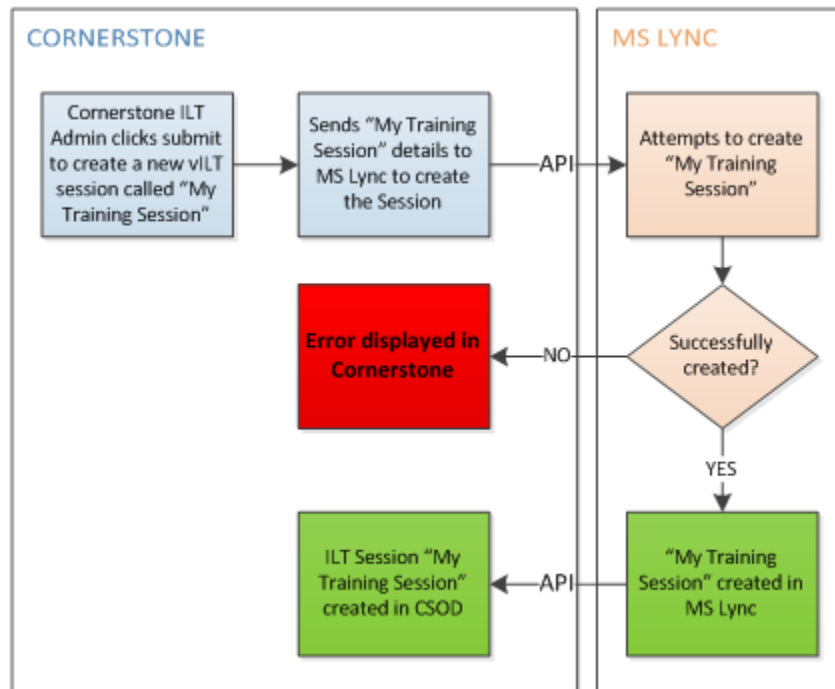 CORNERSTONE
MS LYNC
Cornerstone ILT
Admin clicks submit
to create a new vILT
session called “My
Training Session”
Sends “My Training
Session” details to
MS Lync to create
the Session
API
Attempts to create
“My Training
Session”
Error displayed in
Cornerstone
NO
Successfully
created?
YES
ILT Session “My
Training Session”
created in CSOD
API
“My Training
Session” created in
MS Lync